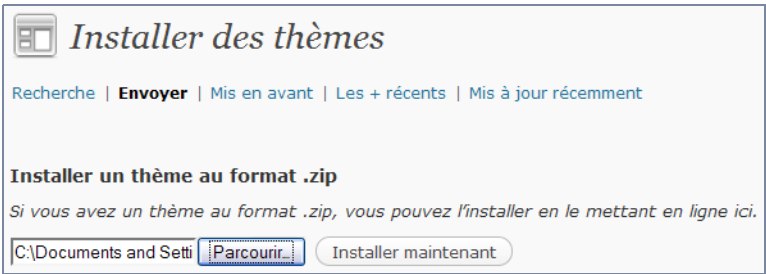 Installer des thèmes
Recherche | Envoyer | Mis en avant | Les + récents | Mis à jour récemment
Installer un thème au format .zip
Si vous avez un thème au format .zip, vous pouvez l'installer en le mettant en ligne ici.
C:\Documents and Setti Parcourir... Installer maintenant